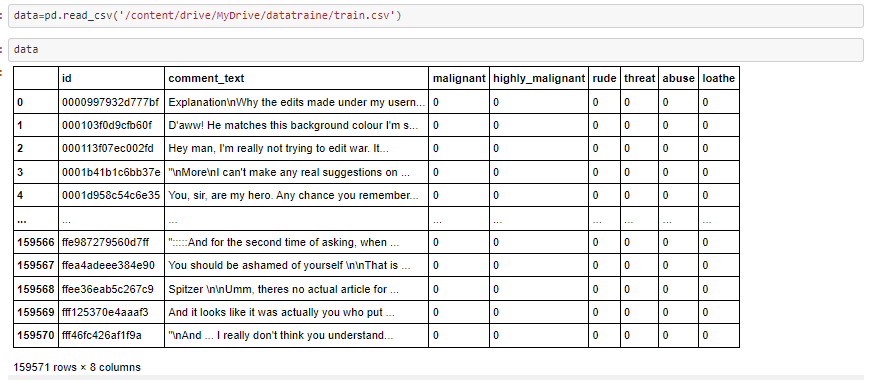 data=pd.read_csv('/content/drive/MyDrive/datatraine/train.csv')
data
id comment_text malignant highly_malignant rude threat abuse loathe
0 0000997932d777bf Explanation\nWhy the edits made under my usern... 0 0 0 0 0 0
1 000103f0d9cfb60f D'aww! He matches this background colour I'm s... 0 0 0 0 0 0
2 000113f07ec002fd Hey man, I'm really not trying to edit war. It... 0 0 0 0 0 0
3 0001b41b1c6bb37e "\nMore\nI can't make any real suggestions on ... 0 0 0 0 0 0
4 0001d958c54c6e35 You, sir, are my hero. Any chance you remember... 0 0 0 0 0 0
... ... ... ... ... ... ... ... ...
159566 ffe987279560d7ff ":::::And for the second time of asking, when ... 0 0 0 0 0 0
159567 ffea4adeee384e90 You should be ashamed of yourself \n\nThat is ... 0 0 0 0 0 0
159568 ffee36eab5c267c9 Spitzer \n\nUmm, theres no actual article for ... 0 0 0 0 0 0
159569 fff125370e4aaaf3 And it looks like it was actually you who put ... 0 0 0 0 0 0
159570 fff46fc426af1f9a "\nAnd ... I really don't think you understand... 0 0 0 0 0 0
159571 rows × 8 columns